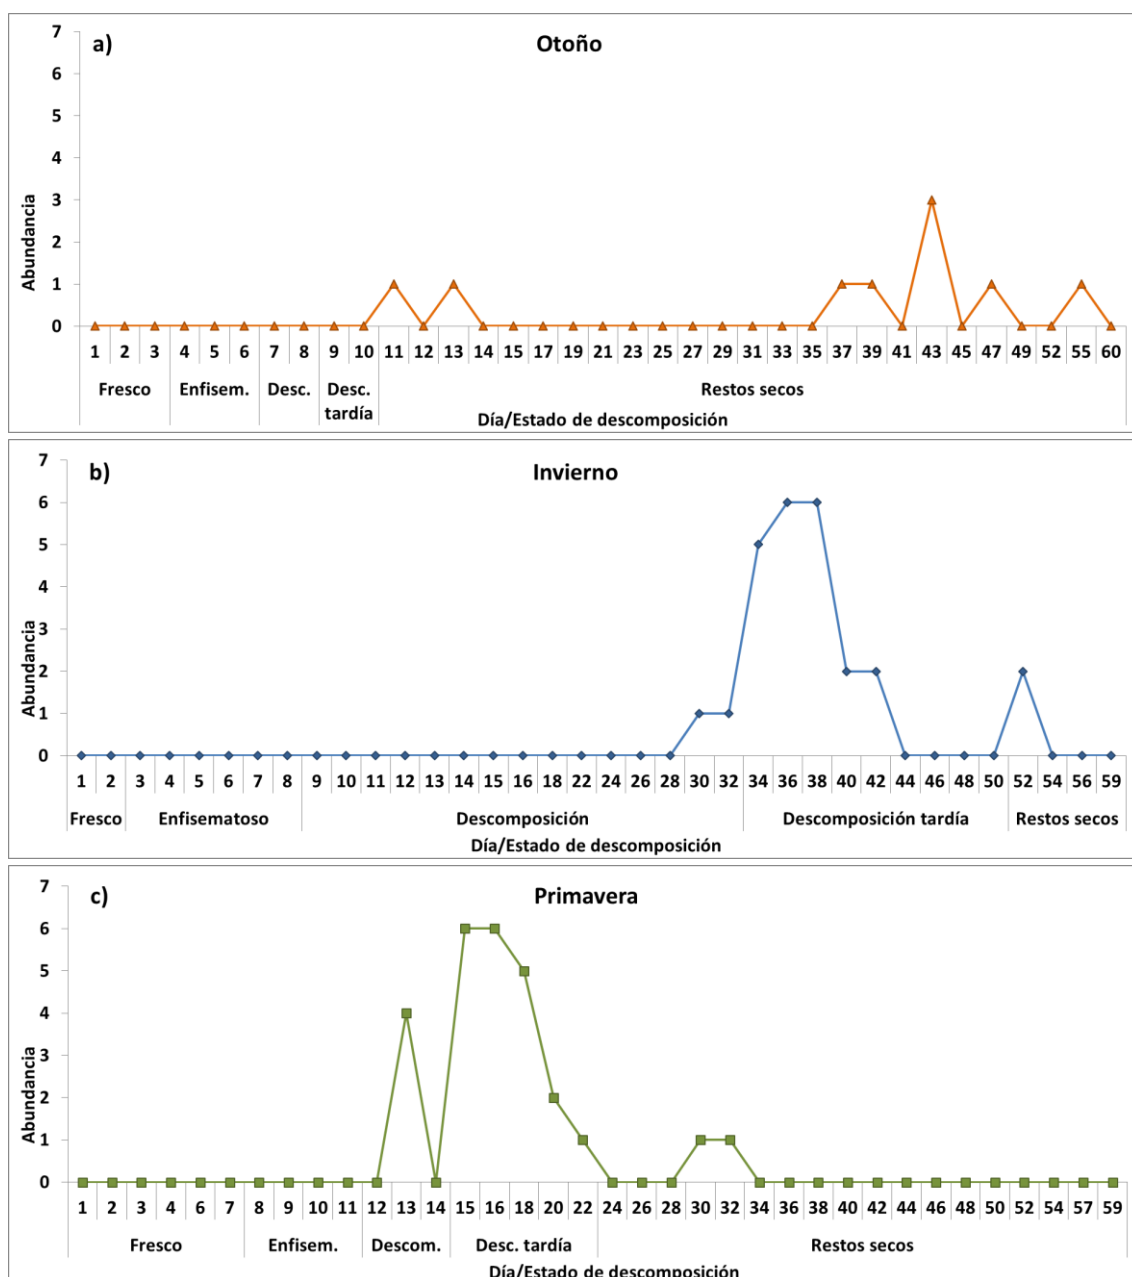 a)
Otoño
7
6
5
4
3
2
1
0
Abundancia
1 2 3 4 5 6 7 8 9 10 11 12 13 14 15 17 19 21 23 25 27 29 31 33 35 37 39 41 43 45 47 49 52 55 60
Fresco Enfisem. Desc. Desc. tardía Restos secos
Día/Estado de descomposición
b)
Invierno
7
6
5
4
3
2
1
0
Abundancia
1 2 3 4 5 6 7 8 9 10 11 12 13 14 15 16 18 22 24 26 28 30 32 34 36 38 40 42 44 46 48 50 52 54 56 59
Fresco Enfisematoso Descomposición Descomposición tardía Restos secos
Día/Estado de descomposición
c)
Primavera
7
6
5
4
3
2
1
0
Abundancia
1 2 3 4 6 7 8 9 10 11 12 13 14 15 16 18 20 22 24 26 28 30 32 34 36 38 40 42 44 46 48 50 52 54 57 59
Fresco Enfisem. Descom. Desc. tardía Restos secos
Día/Estado de descomposición